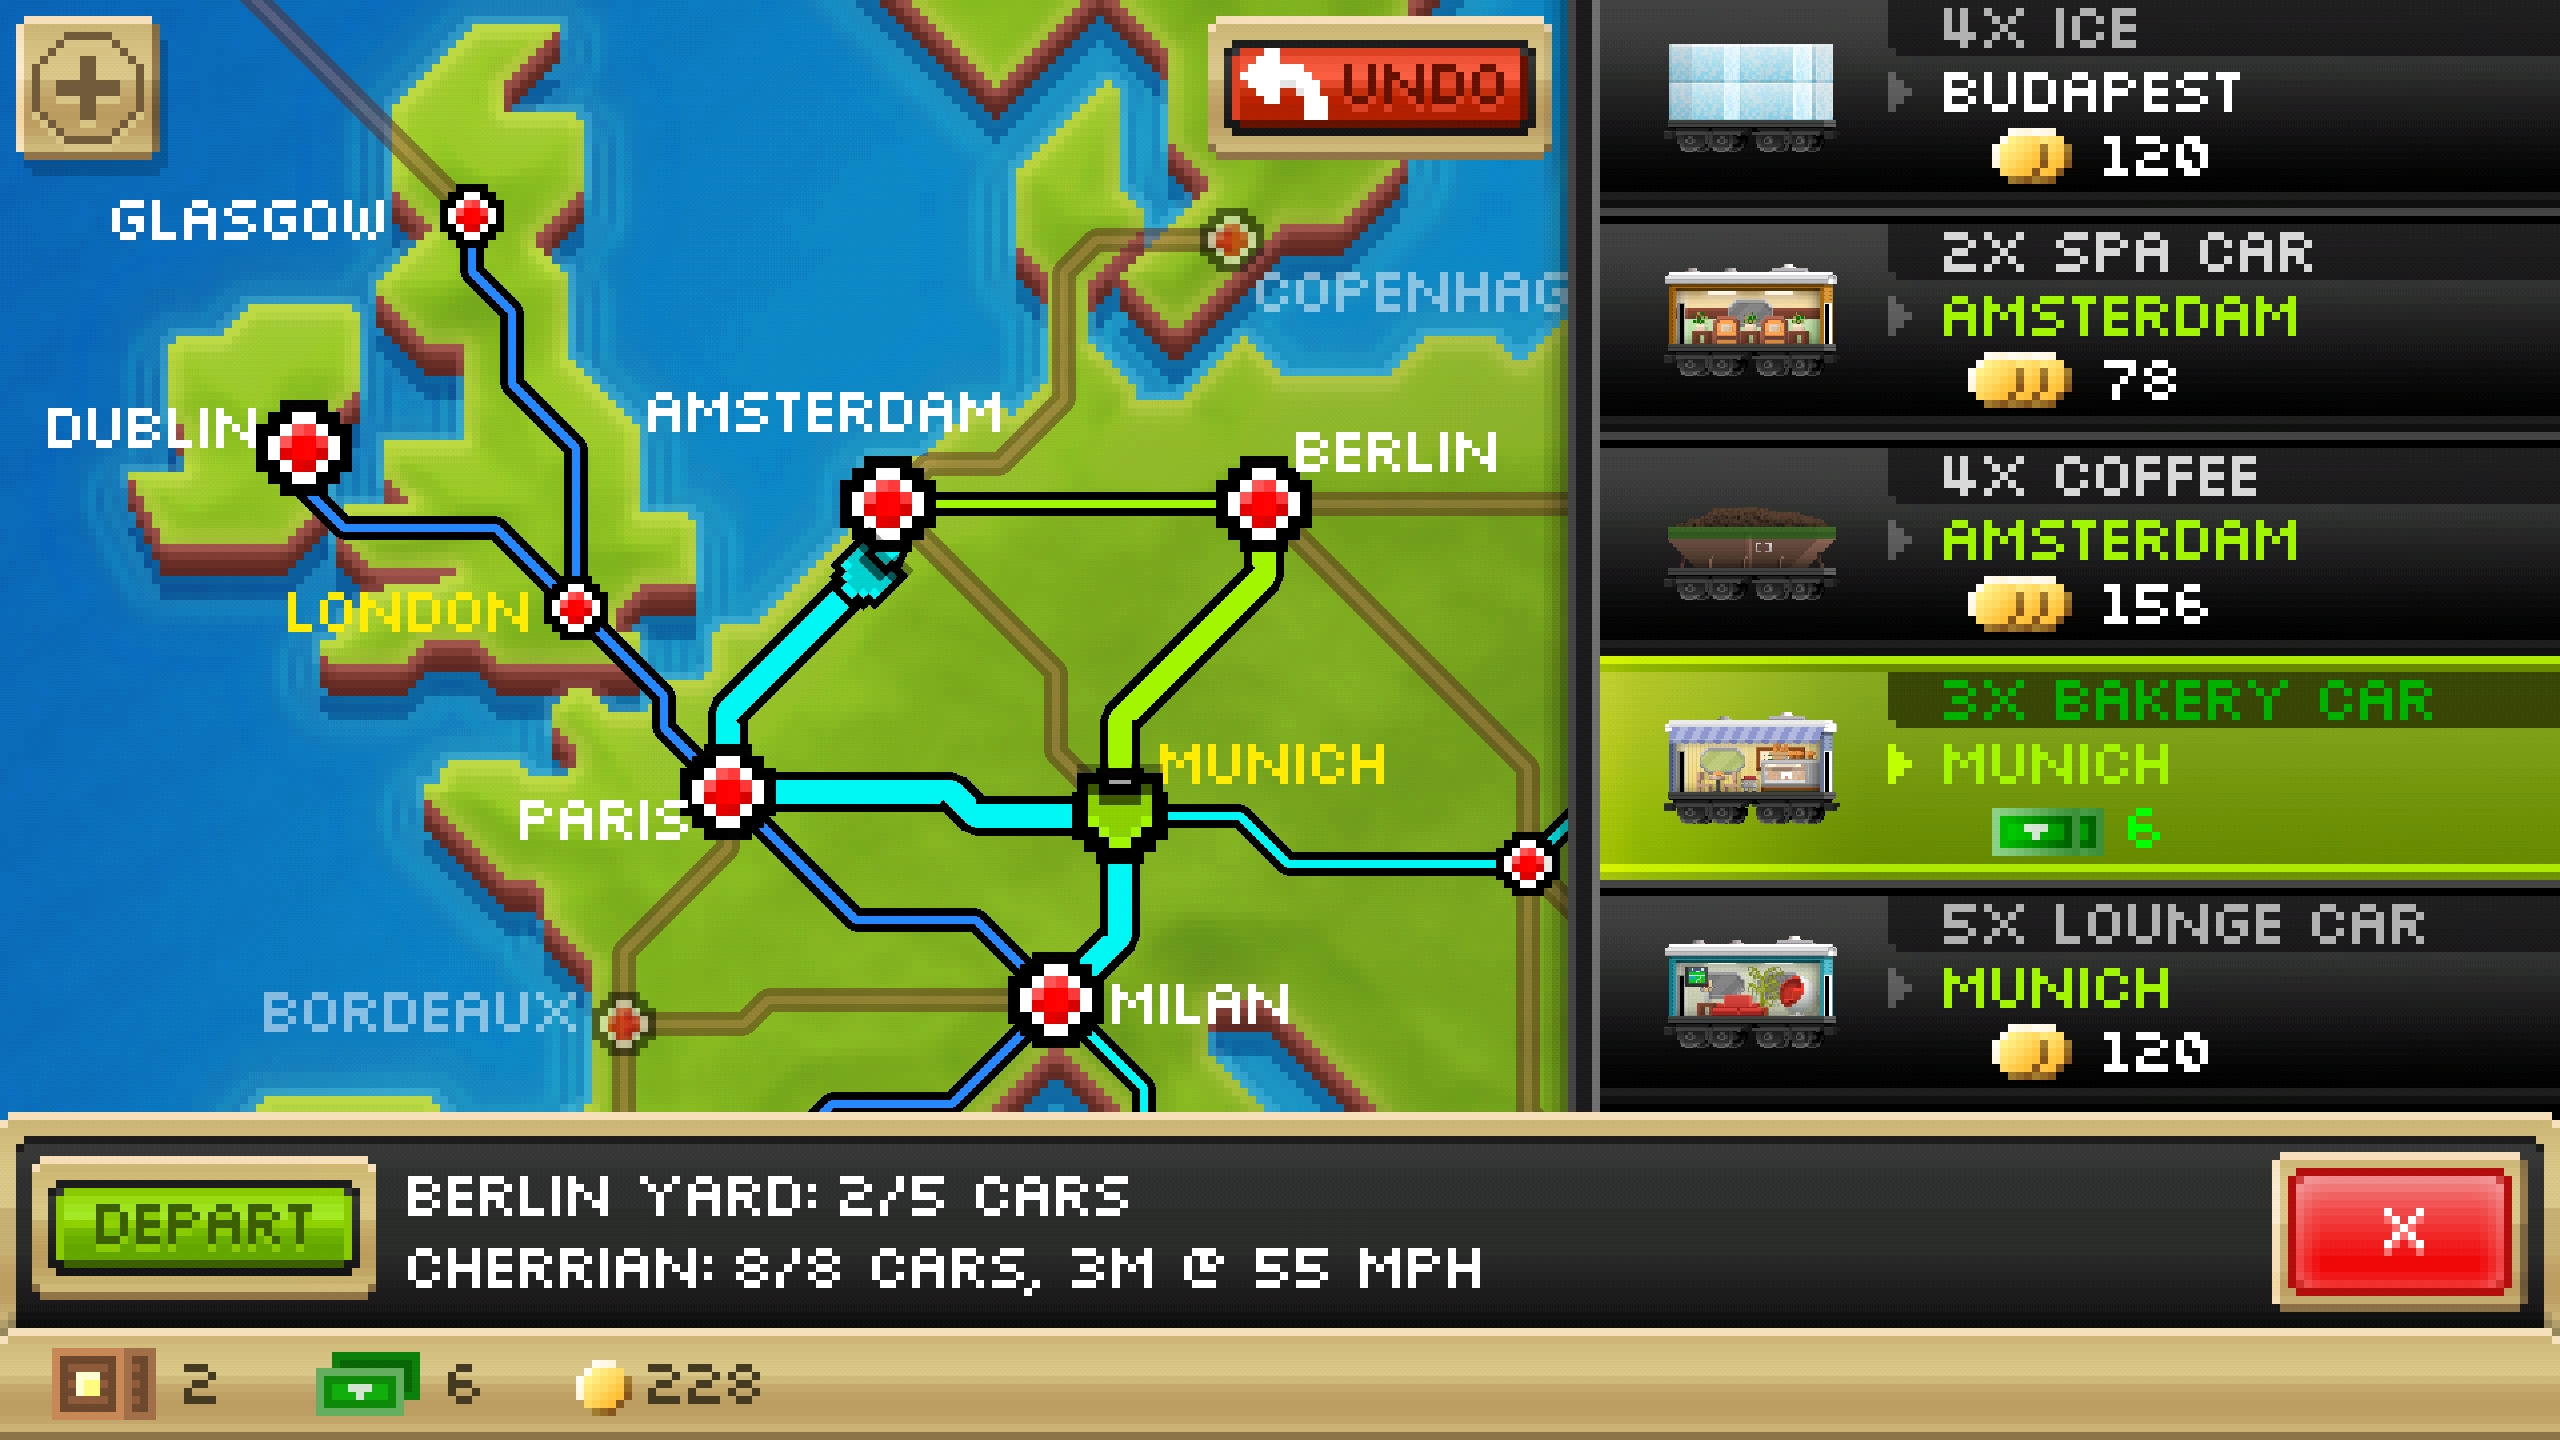 UNDO
GLASGOW
COPENHAG
DUBLIN
AMSTERDAM
BERLIN
LONDON
MUNICH
PARIS
BORDEAUX
MILAN
4X ICE
BUDAPEST
120
2X SPA CAR
AMSTERDAM
78
4X COFFEE
AMSTERDAM
156
3X BAKERY CAR
MUNICH
6
5X LOUNGE CAR
MUNICH
120
DEPART
BERLIN YARD: 2/5 CARS
CHERRIAN: 8/8 CARS, 3M @ 55 MPH
X
2
6
228